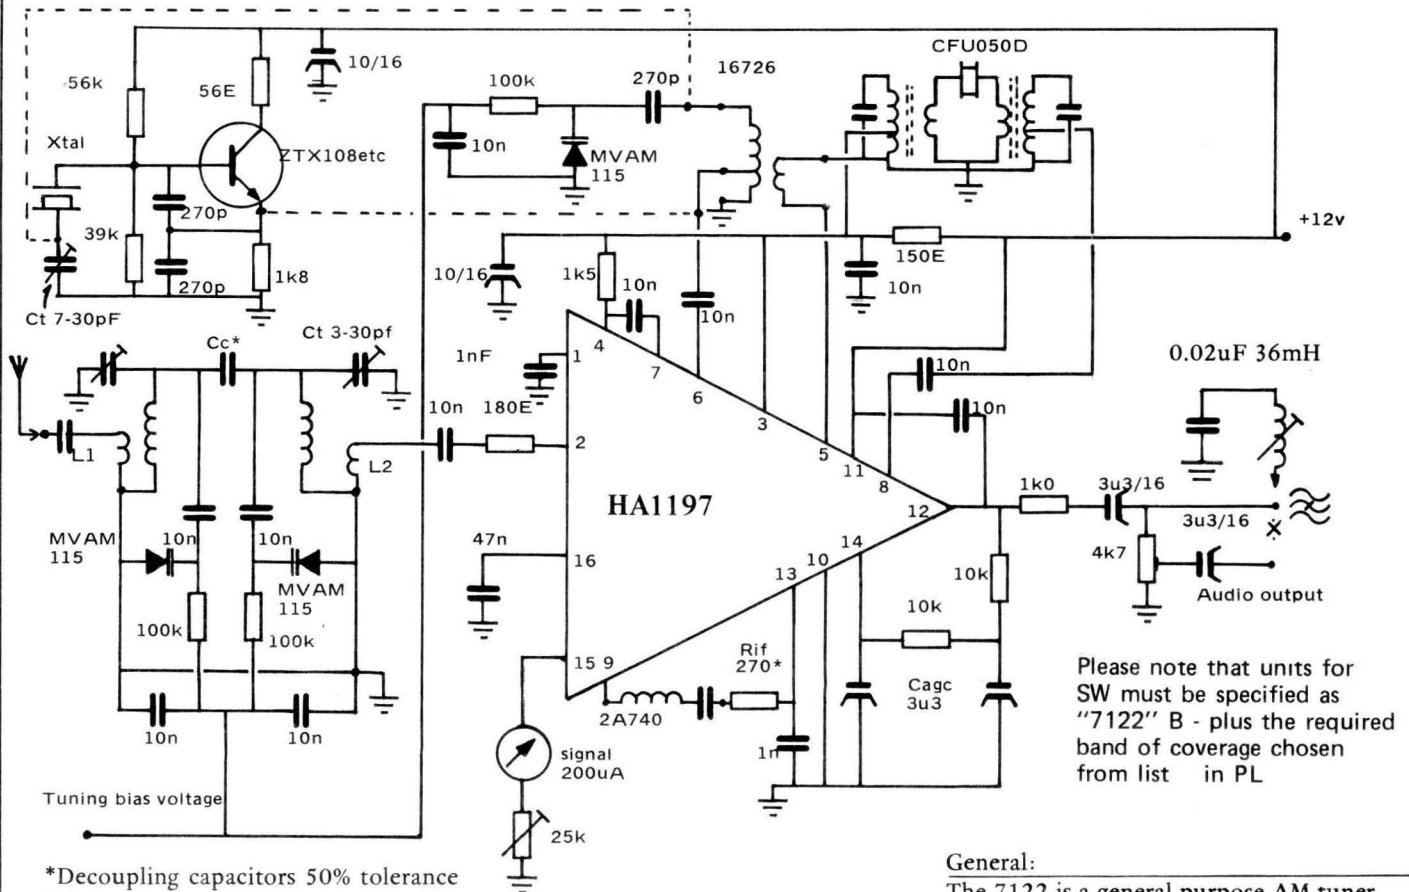 CFU050D
10/16
16726
270p
100k
56k
56E
Xtal
ZTX108etc
10n
MVAM
115
270p
39k
+12v
1k8
270p
10/16
1k5
10n
150E
10n
10n
Ct 7-30pF
Cc*
Ct 3-30pf
1nF
1
4
7
6
3
5
11
8
10n
10n
0.02uF 36mH
10n
180E
2
L1
L2
HA1197
12
1k0
3u3/16
3u3/16
4k7
Audio output
MVAM
115
10n
10n
MVAM
115
47n
16
14
10
13
10k
10k
100k
100k
15
9
Rif
270*
Cagc
3u3
2A740
1n
10n
10n
signal
200uA
25k
Tuning bias voltage
Please note that units for
SW must be specified as
"7122" B - plus the required
band of coverage chosen
from list in PL
*Decoupling capacitors 50% tolerance
General:
The 7122 is a general purpose AM tuner